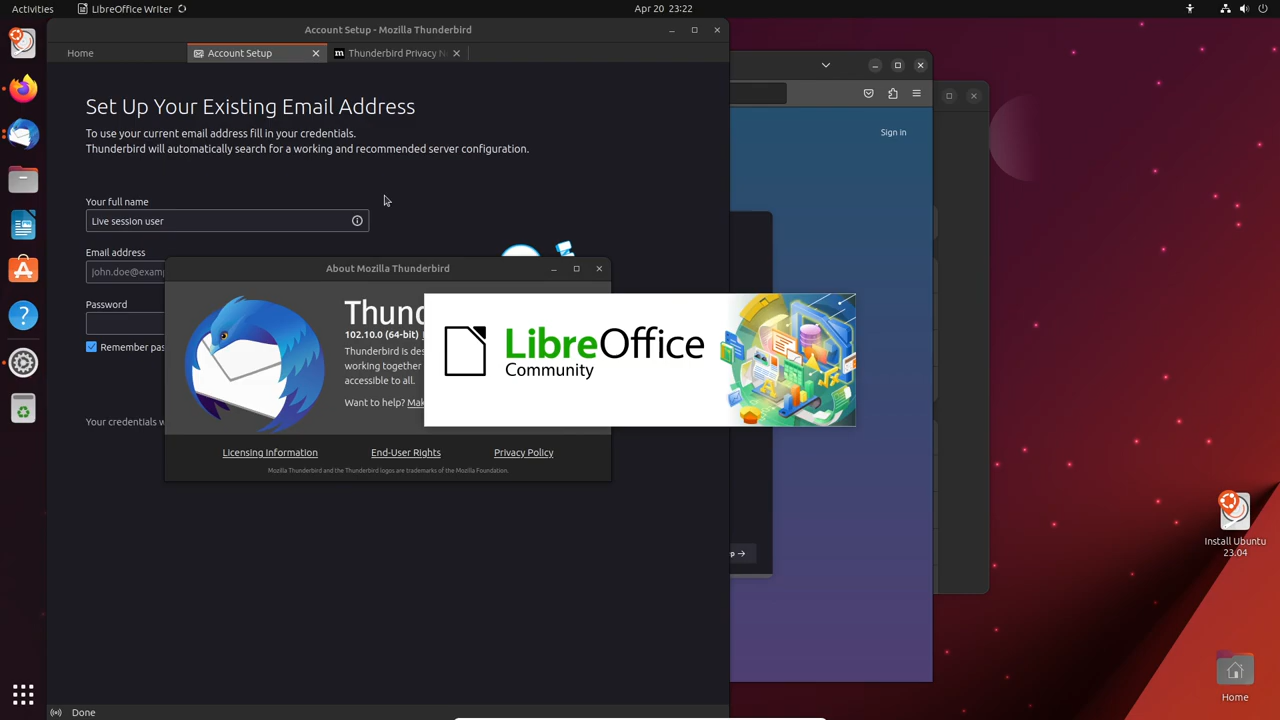 Activities
LibreOffice Writer
Apr 20 23:22
Account Setup - Mozilla Thunderbird
Home
Account Setup
Thunderbird Privacy N
Set Up Your Existing Email Address
To use your current email address fill in your credentials.
Thunderbird will automatically search for a working and recommended server configuration.
Your full name
Live session user
Email address
john.doe@examp
Password
Remember pas
Your credentials w
Sign in
About Mozilla Thunderbird
Thun
102.10.0 (64-bit)
Thunderbird is des
working together
accessible to all.
Want to help? Mak
Licensing Information
End-User Rights
Privacy Policy
Mozilla Thunderbird and the Thunderbird logos are trademarks of the Mozilla Foundation.
LibreOffice
Community
Install Ubuntu
23.04
Home
Done